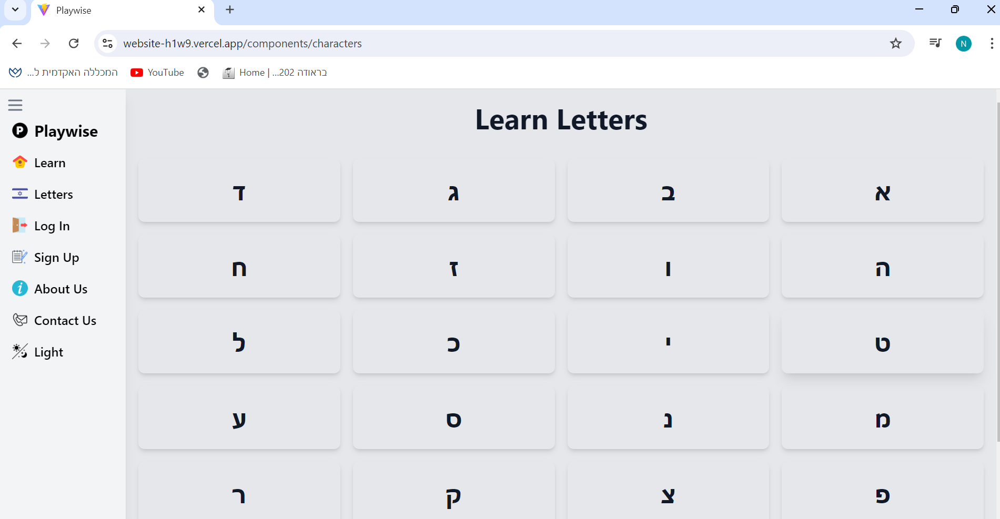 Playwise
website-h1w9.vercel.app/components/characters
N
המכללה האקדמית ל...
YouTube
Home | ...202 בראודה
Playwise
Learn
Letters
Log In
Sign Up
About Us
Contact Us
Light
Learn Letters
א ב ג ד
ה ו ז ח
ט י כ ל
מ נ ס ע
פ צ ק ר